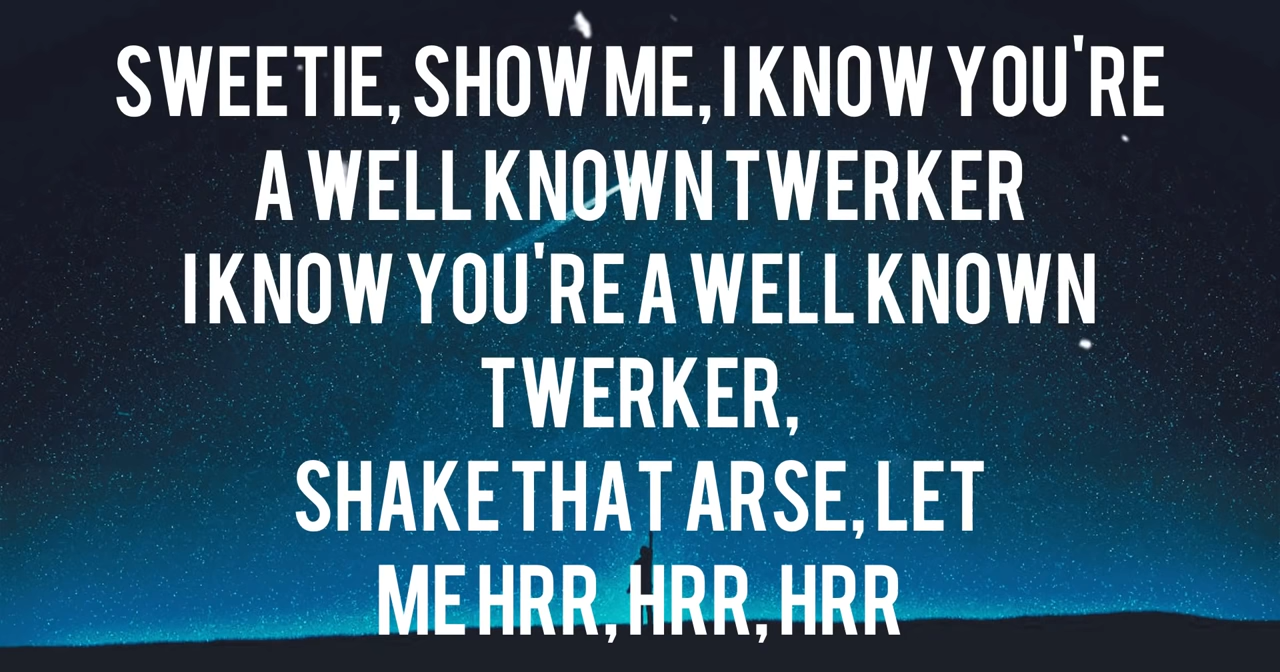 SWEETIE, SHOW ME, I KNOW YOU'RE
A WELL KNOWN TWERKER
I KNOW YOU'RE A WELL KNOWN
TWERKER,
SHAKE THAT ARSE, LET
ME HRR, HRR, HRR